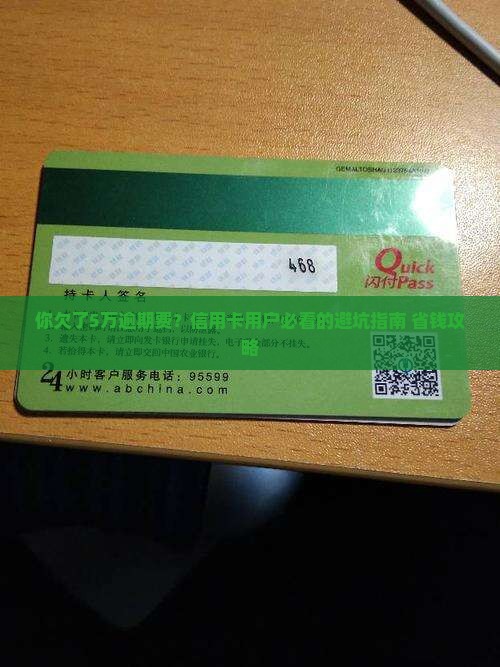 468
Quick
闪付Pass
持卡人签名
你欠了5万逾期要？信用卡用户必看的避坑指南 省钱攻
略
3. 遗失本卡，请立即向发卡银行申请挂失，
4. 若拾得本卡，请立即交回中国农业银行。
24小时客户服务电话：95599
www.abchina.com